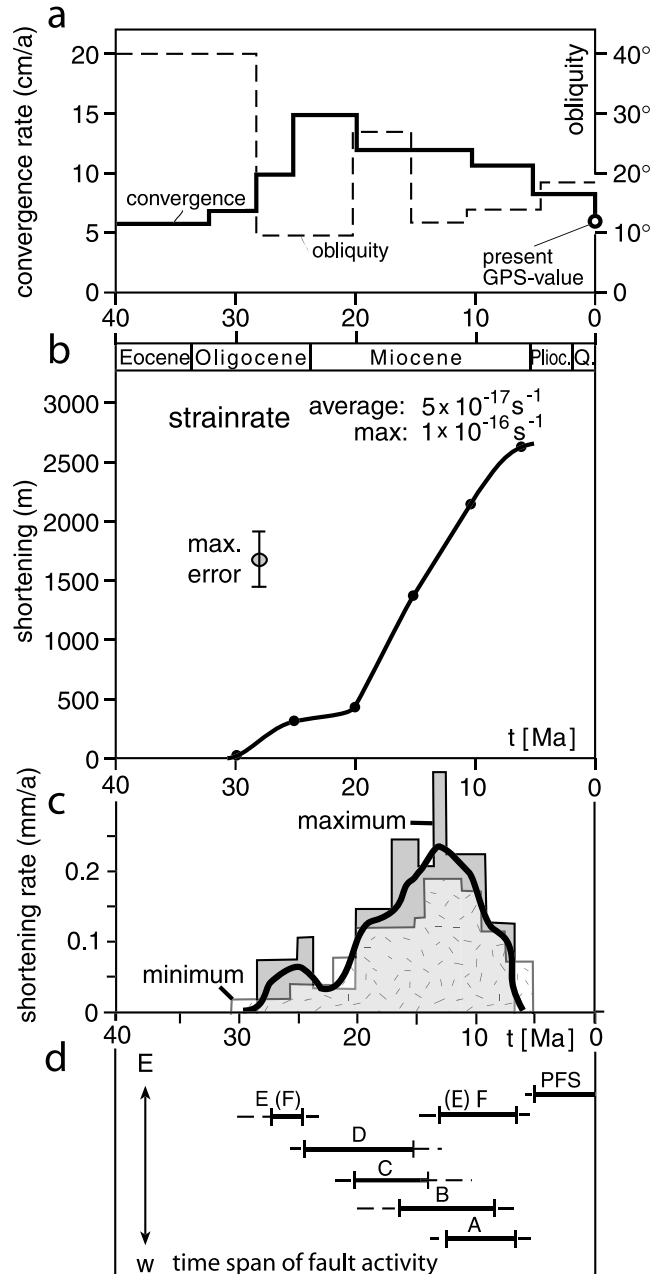 a
convergence rate (cm/a)
20
15
10
5
0
40°
30°
20°
10°
0
obliquity
convergence
obliquity
present
GPS-value
40
30
20
10
0
b
Eocene
Oligocene
Miocene
Plioc.
Q.
shortening (m)
3000
2500
2000
1500
1000
500
0
strainrate
average: 5 x 10⁻¹⁷s⁻¹
max: 1 x 10⁻¹⁶s⁻¹
max.
error
t [Ma]
40
30
20
10
0
c
shortening rate (mm/a)
0.2
0.1
0
maximum
minimum
t [Ma]
40
30
20
10
0
d
E
PFS
E (F)
(E) F
D
C
B
A
w time span of fault activity